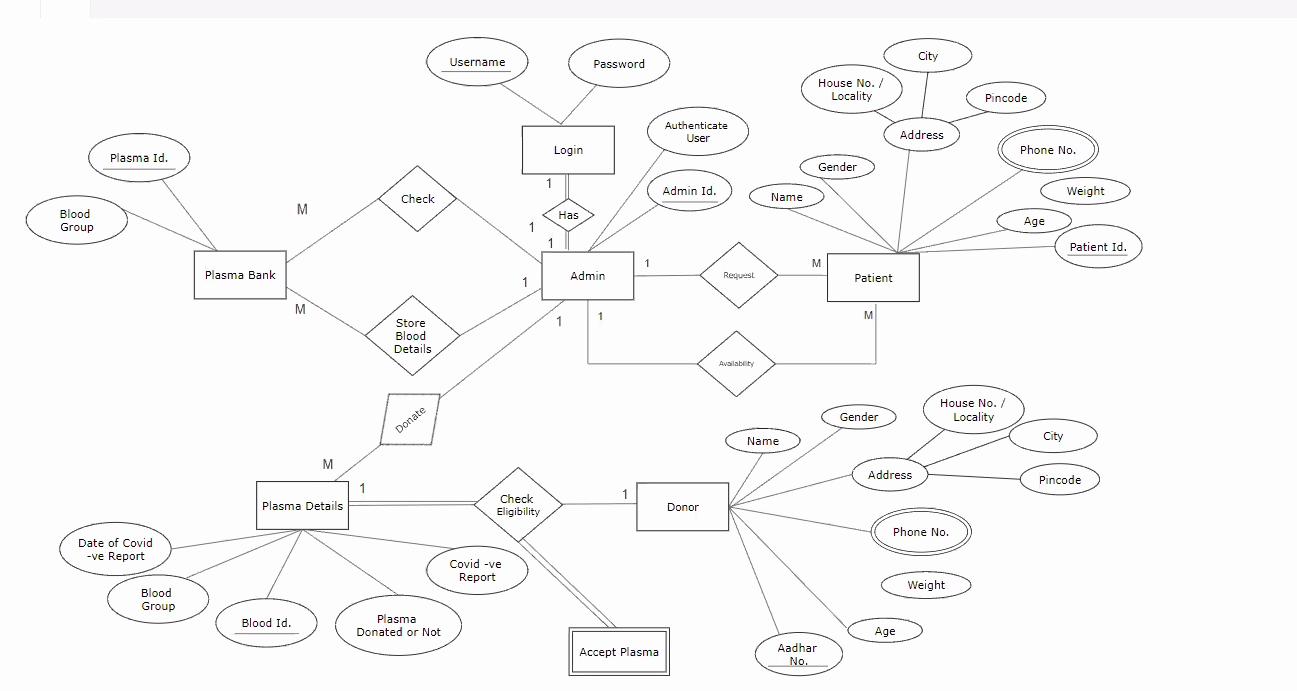 City
Username
Password
House No. /
Locality
Pincode
Authenticate
User
Address
Login
Phone No.
Plasma Id.
Gender
1
Admin Id.
Weight
Name
Check
M
Has
Blood
Group
Age
1
1
Patient Id.
Plasma Bank
Admin
1
Request
M
Patient
1
M
1
1
M
Store
Blood
Details
Availability
House No. /
Locality
Donate
Gender
Name
City
M
Address
Pincode
1
1
Plasma Details
Check
Eligibility
Donor
Phone No.
Date of Covid
-ve Report
Covid -ve
Report
Weight
Blood
Group
Blood Id.
Plasma
Donated or Not
Age
Accept Plasma
Aadhar
No.